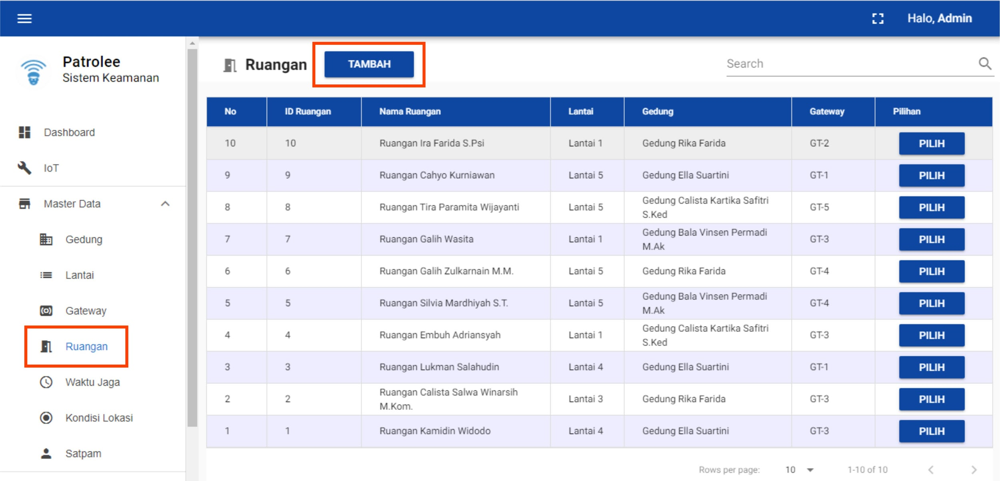 Halo, Admin
Patrolee
Sistem Keamanan
Dashboard
IoT
Master Data
Gedung
Lantai
Gateway
Ruangan
Waktu Jaga
Kondisi Lokasi
Satpam
Ruangan TAMBAH Search
No ID Ruangan Nama Ruangan Lantai Gedung Gateway Pilihan
10 10 Ruangan Ira Farida S.Psi Lantai 1 Gedung Rika Farida GT-2 PILIH
9 9 Ruangan Cahyo Kurniawan Lantai 5 Gedung Ella Suartini GT-1 PILIH
8 8 Ruangan Tira Paramita Wijayanti Lantai 5 Gedung Calista Kartika Safitri
S.Ked GT-5 PILIH
7 7 Ruangan Galih Wasita Lantai 1 Gedung Bala Vinsen Permadi
M.Ak GT-3 PILIH
6 6 Ruangan Galih Zulkarnain M.M. Lantai 5 Gedung Rika Farida GT-4 PILIH
5 5 Ruangan Silvia Mardhiyah S.T. Lantai 5 Gedung Bala Vinsen Permadi
M.Ak GT-4 PILIH
4 4 Ruangan Embuh Adriansyah Lantai 1 Gedung Calista Kartika Safitri
S.Ked GT-3 PILIH
3 3 Ruangan Lukman Salahudin Lantai 4 Gedung Ella Suartini GT-1 PILIH
2 2 Ruangan Calista Salwa Winarsih
M.Kom. Lantai 3 Gedung Rika Farida GT-3 PILIH
1 1 Ruangan Kamidin Widodo Lantai 4 Gedung Ella Suartini GT-3 PILIH
Rows per page: 10 1-10 of 10